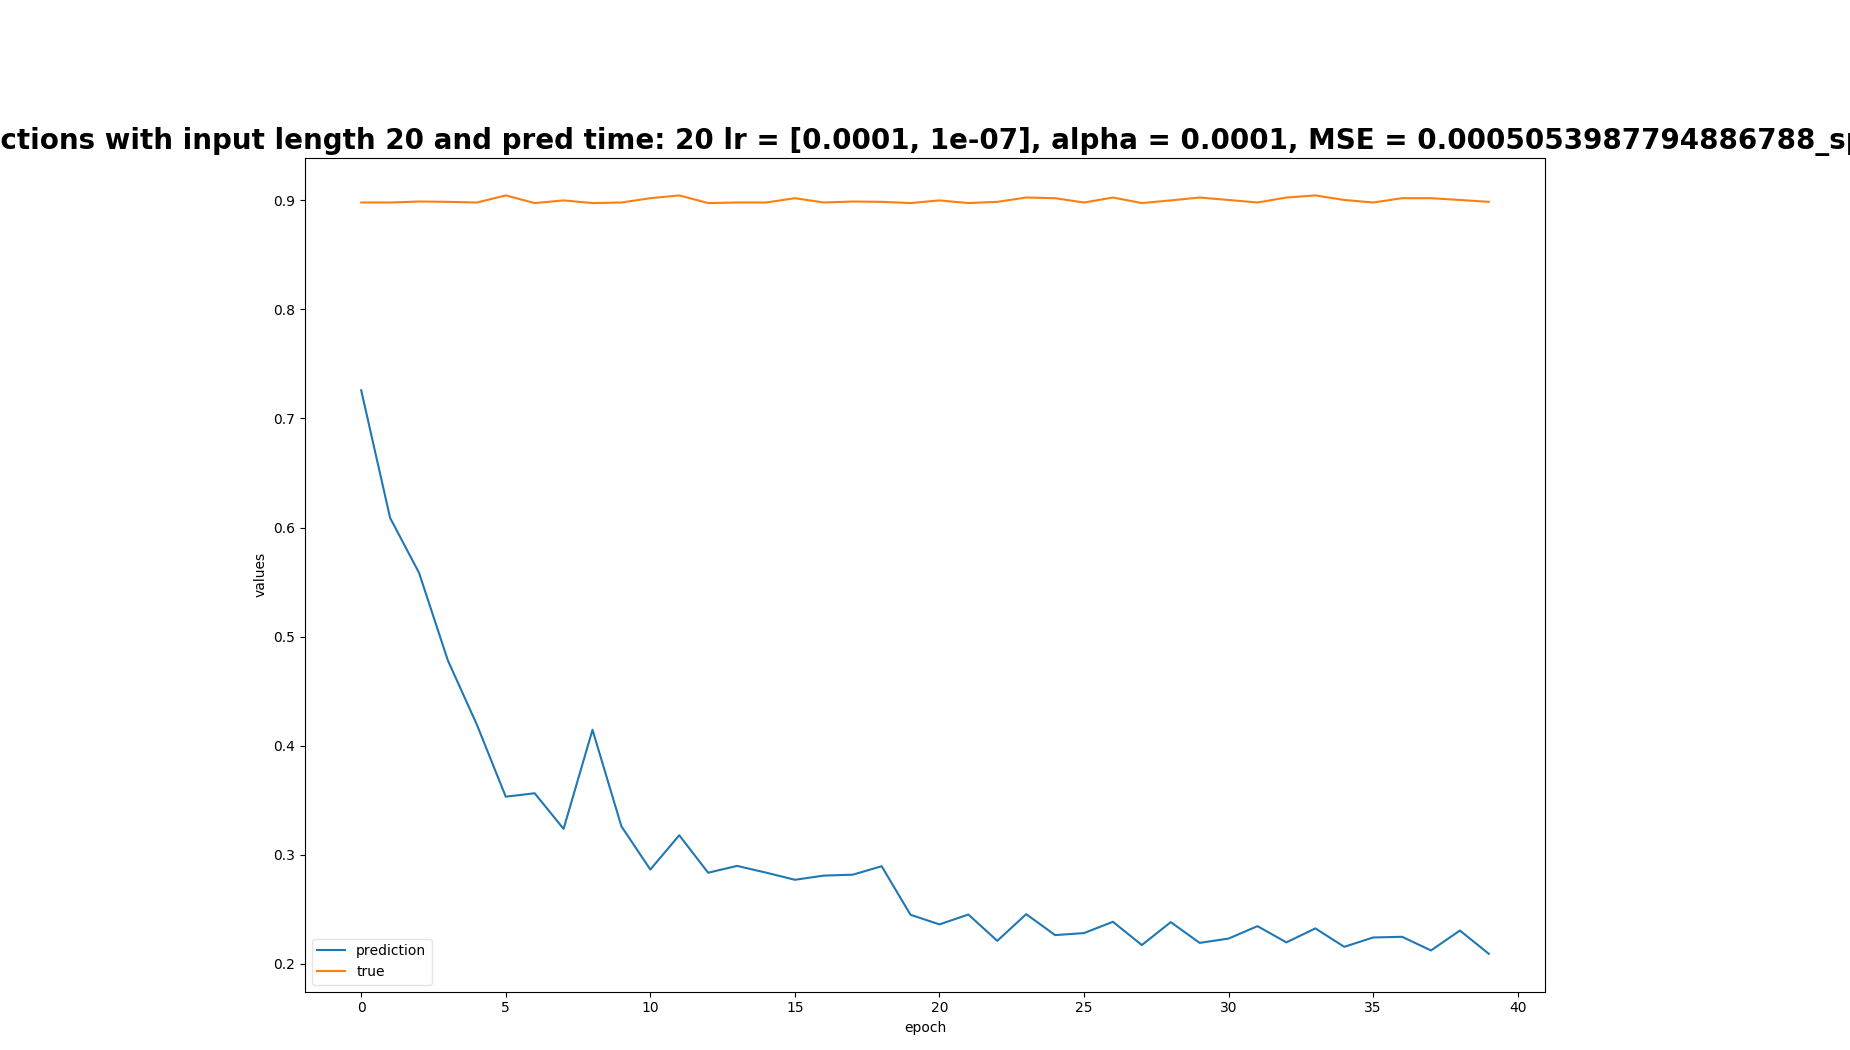 ctions with input length 20 and pred time: 20 lr = [0.0001, 1e-07], alpha = 0.0001, MSE = 0.0005053987794886788_sp
0.9
0.8
0.7
0.6
0.5
0.4
0.3
0.2
values
prediction
true
0 5 10 15 20 25 30 35 40
epoch